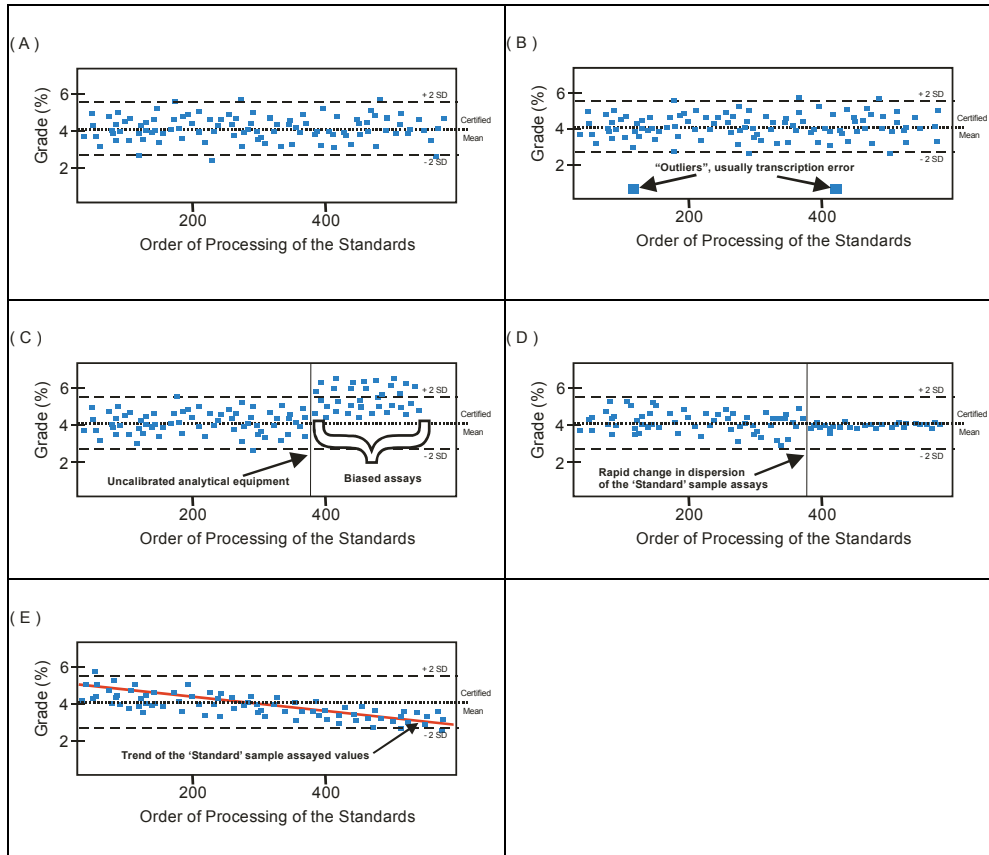 ( A )
Grade (%)
6
4
2
+ 2 SD
Certified
Mean
- 2 SD
200
400
Order of Processing of the Standards
( B )
Grade (%)
6
4
2
+ 2 SD
Certified
Mean
- 2 SD
“Outliers”, usually transcription error
200
400
Order of Processing of the Standards
( C )
Grade (%)
6
4
2
+ 2 SD
Certified
Mean
- 2 SD
Uncalibrated analytical equipment
Biased assays
200
400
Order of Processing of the Standards
( D )
Grade (%)
6
4
2
+ 2 SD
Certified
Mean
- 2 SD
Rapid change in dispersion
of the ‘Standard’ sample assays
200
400
Order of Processing of the Standards
( E )
Grade (%)
6
4
2
+ 2 SD
Certified
Mean
- 2 SD
Trend of the ‘Standard’ sample assayed values
200
400
Order of Processing of the Standards